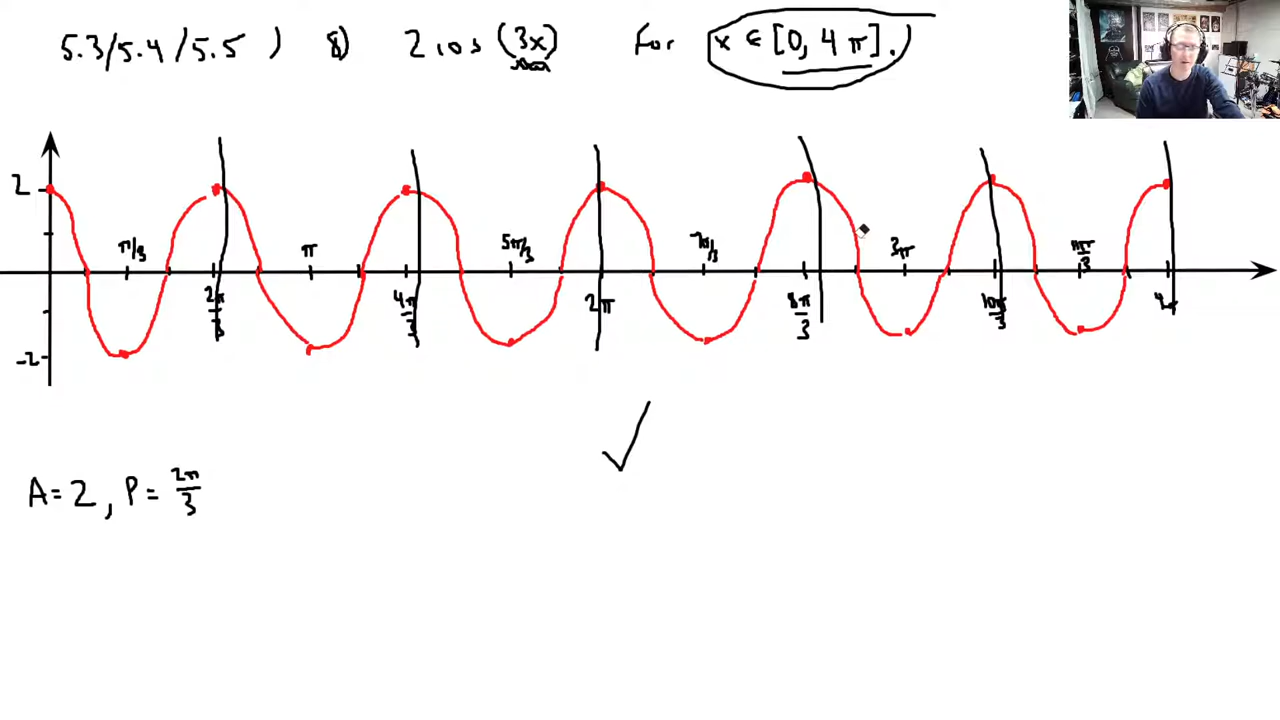 5.3/5.4/5.5 ) 8) 2 cos (3x) For x ∈ [0, 4π].
2
π/3 π 5π/3 7π/3 3π 11π/3
2π/3 4π/3 2π 8π/3 10π/3
-2
A = 2, P = 2π/3